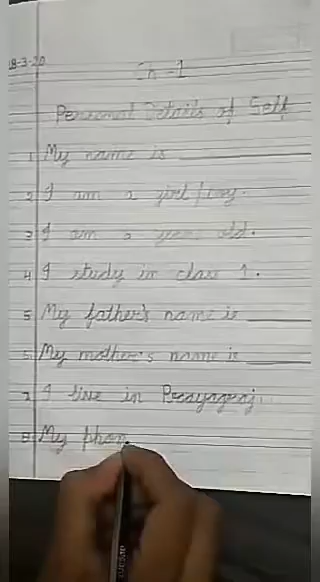 18-3-20
Ch - 1
Personal Details of Self
1 My name is
2 I am a girl/boy.
3 I am a year old.
4 I study in class 1.
5 My father's name is
6 My mother's name is
7 I live in Prayagraj.
8 My phon